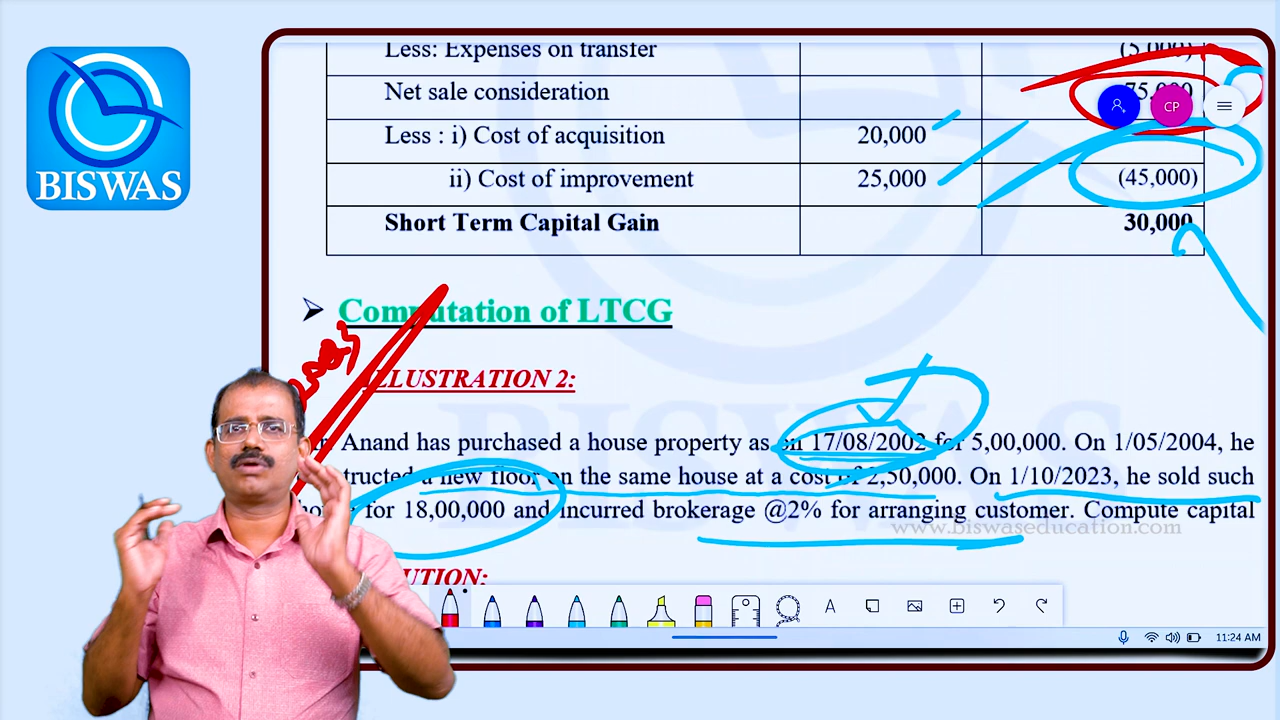 BISWAS
Less: Expenses on transfer (5,000)
Net sale consideration 75,000
CP
Less : i) Cost of acquisition 20,000
ii) Cost of improvement 25,000 (45,000)
Short Term Capital Gain 30,000
Computation of LTCG
ILLUSTRATION 2:
Anand has purchased a house property as on 17/08/2002 for 5,00,000. On 1/05/2004, he
a new floor on the same house at a cost of 2,50,000. On 1/10/2023, he sold such
for 18,00,000 and incurred brokerage @2% for arranging customer. Compute capital
www.biswaseducation.com
11:24 AM